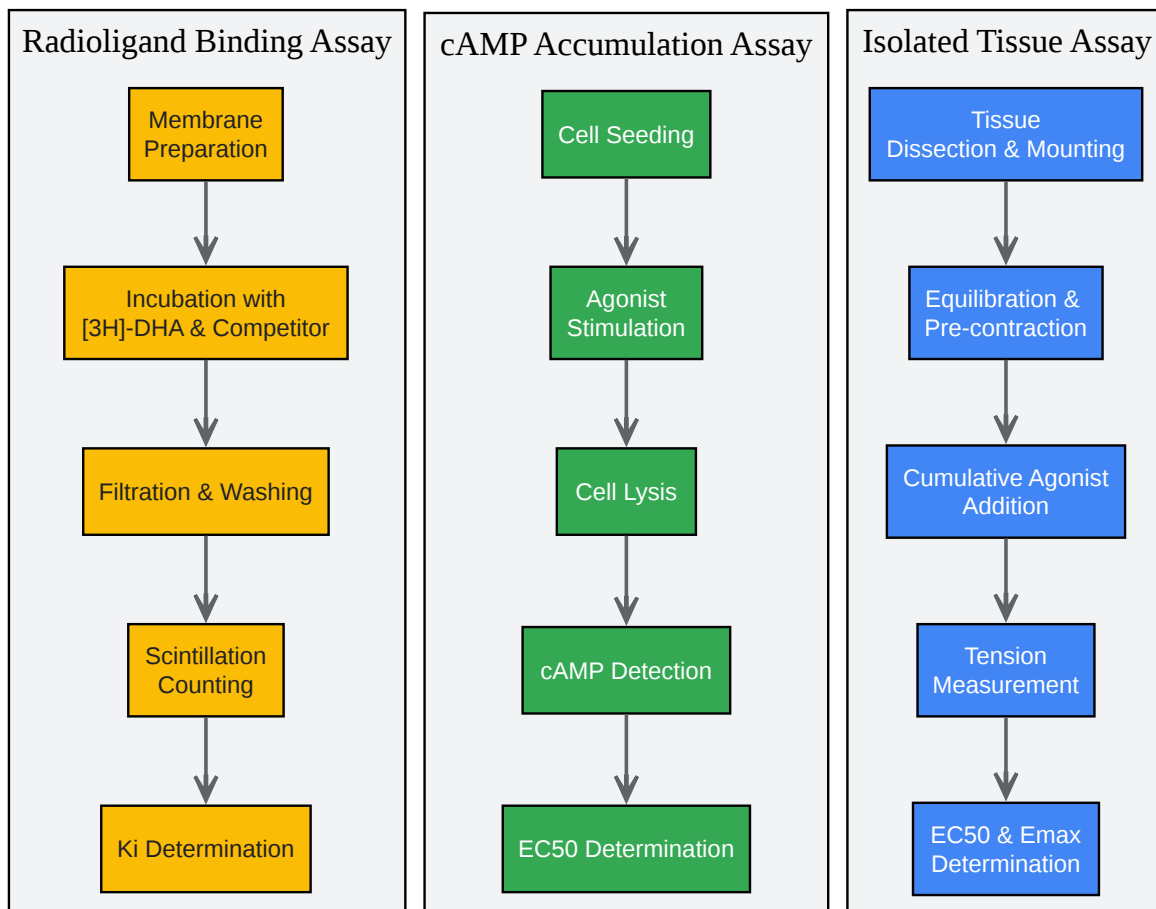 Radioligand Binding Assay
Membrane
Preparation
Incubation with
[3H]-DHA & Competitor
Filtration & Washing
Scintillation
Counting
Ki Determination
cAMP Accumulation Assay
Cell Seeding
Agonist
Stimulation
Cell Lysis
cAMP Detection
EC50 Determination
Isolated Tissue Assay
Tissue
Dissection & Mounting
Equilibration &
Pre-contraction
Cumulative Agonist
Addition
Tension
Measurement
EC50 & Emax
Determination